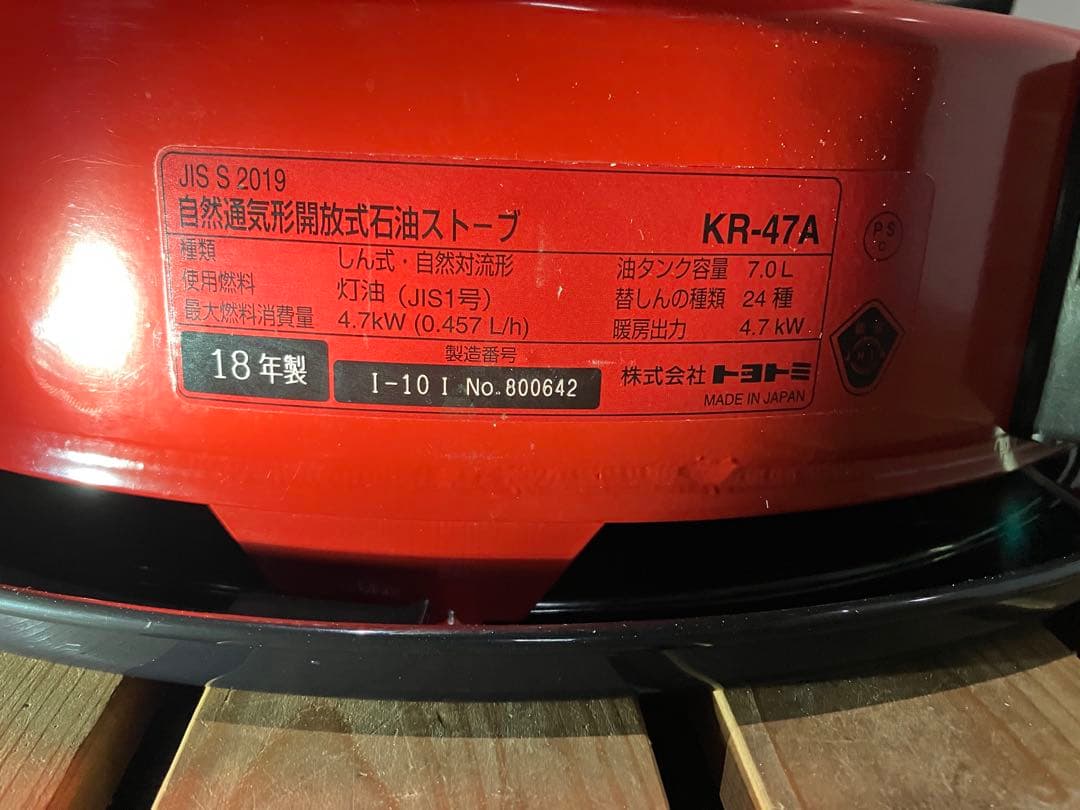 JIS S 2019
自然通気形開放式石油ストーブ KR-47A
種類 しん式・自然対流形 油タンク容量 7.0 L
使用燃料 灯油（JIS1号） 替しんの種類 24 種
最大燃料消費量 4.7kW (0.457 L/h) 暖房出力 4.7 kW
18年製 製造番号
I-10 I No.800642
株式会社 トヨトミ
MADE IN JAPAN
PS
C